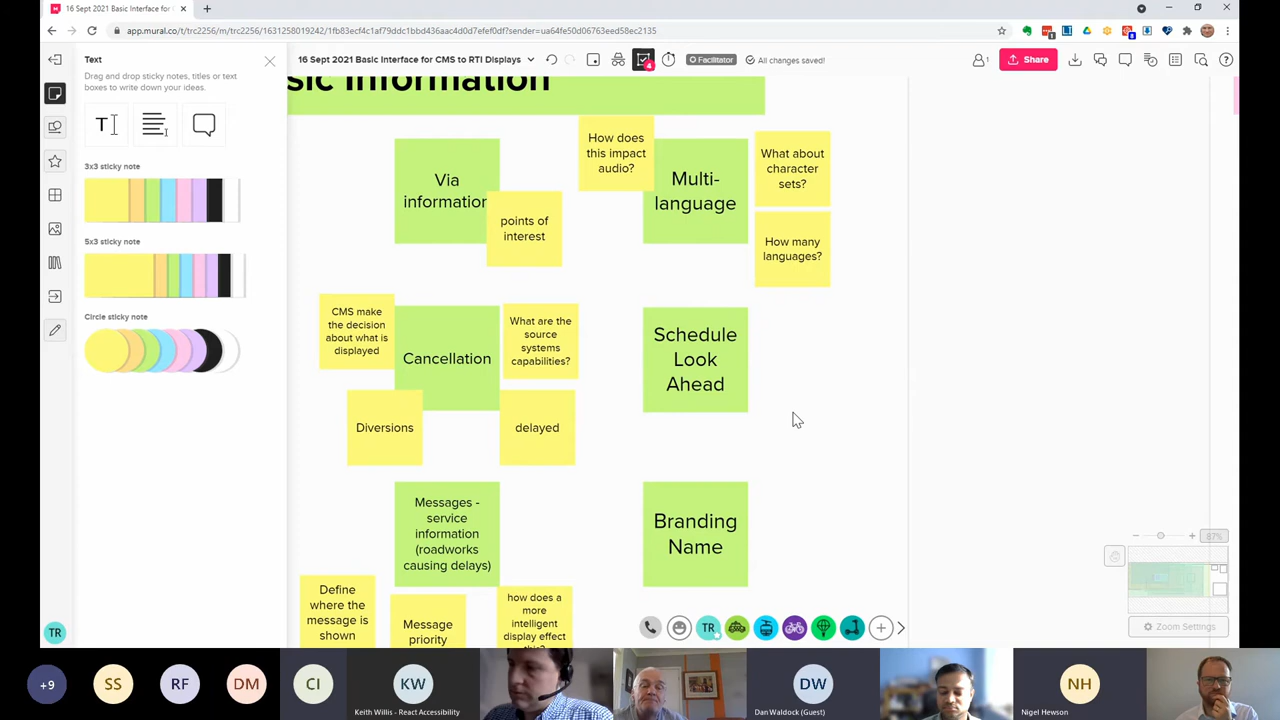 16 Sept 2021 Basic Interface for
app.mural.co/t/trc2256/m/trc2256/1631258019242/1fb83ecf4c1af79ddc1bbd436aac4d0d7efef0df?sender=ua64fe50d06763eed58ec2135
16 Sept 2021 Basic Interface for CMS to RTI Displays
4
Facilitator
All changes saved!
1
Share
Text
Drag and drop sticky notes, titles or text
boxes to write down your ideas.
T
3x3 sticky note
5x3 sticky note
Circle sticky note
sic information
Via
information
points of
interest
How does
this impact
audio?
Multi-
language
What about
character
sets?
How many
languages?
CMS make
the decision
about what is
displayed
Cancellation
What are the
source
systems
capabilities?
Diversions
delayed
Schedule
Look
Ahead
Messages -
service
information
(roadworks
causing delays)
Branding
Name
Define
where the
message is
shown
Message
priority
how does a
more
intelligent
display effect
this?
87%
Zoom Settings
TR
TR
+9
SS
RF
DM
CI
KW
Keith Willis - React Accessibility
DW
Dan Waldock (Guest)
NH
Nigel Hewson